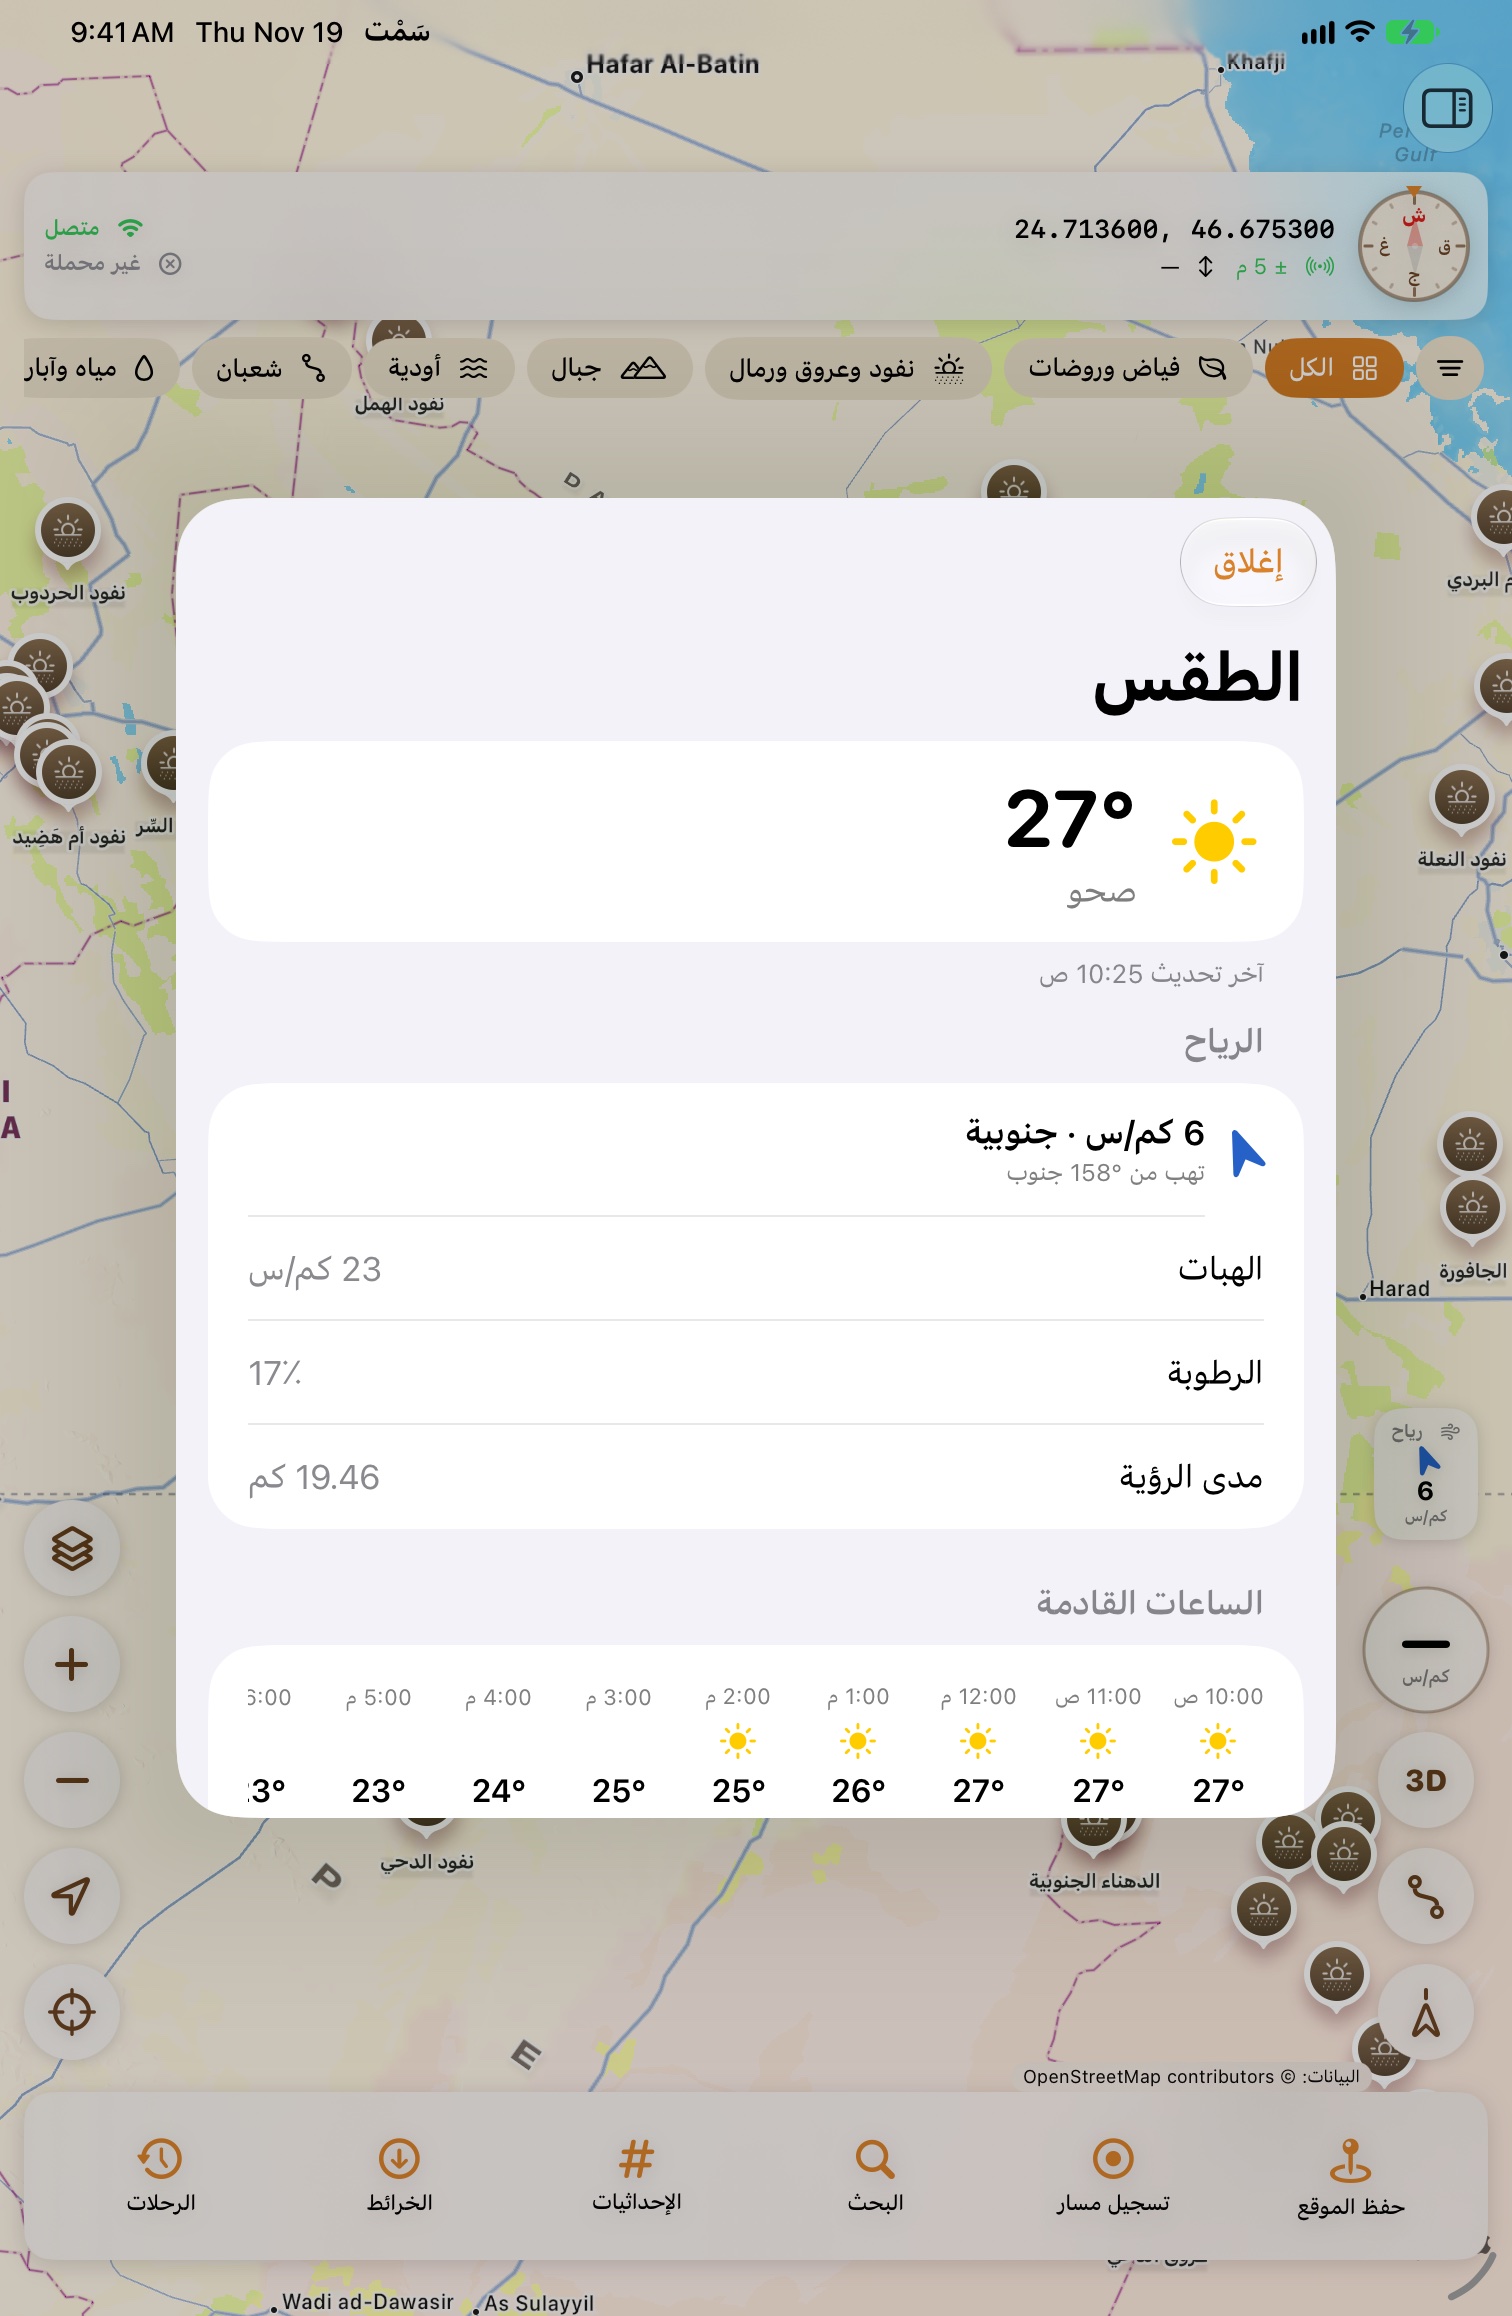 9:41 AM Thu Nov 19 سَمْت
Hafar Al-Batin
Khafji
Gulf
24.713600, 46.675300
± 5 م
—
متصل
غير محملة
ش
ق
غ
ج
الكل
فياض وروضات
نفود وعروق ورمال
جبال
أودية
شعبان
مياه وآبار
نفود الهمل
نفود الحردوب
نفود أم هَضِيد
السِّر
البردي
نفود النعلة
الجافورة
Harad
إغلاق
الطقس
27°
صحو
آخر تحديث 10:25 ص
الرياح
6 كم/س · جنوبية
تهب من 158° جنوب
الهبات
23 كم/س
الرطوبة
17٪
مدى الرؤية
19.46 كم
الساعات القادمة
10:00 ص
11:00 ص
12:00 م
1:00 م
2:00 م
3:00 م
4:00 م
5:00 م
27°
27°
27°
26°
25°
25°
24°
23°
رياح
6
كم/س
—
كم/س
3D
نفود الدحي
الدهناء الجنوبية
P
E
البيانات: © OpenStreetMap contributors
حفظ الموقع
تسجيل مسار
البحث
الإحداثيات
الخرائط
الرحلات
Wadi ad-Dawasir
As Sulayyil